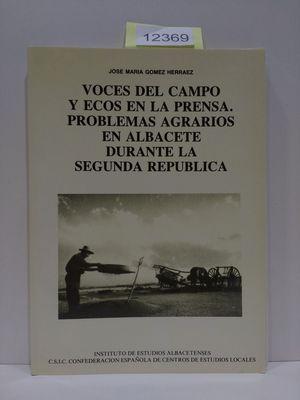 12369
JOSE MARIA GOMEZ HERRAEZ
VOCES DEL CAMPO
Y ECOS EN LA PRENSA.
PROBLEMAS AGRARIOS
EN ALBACETE
DURANTE LA
SEGUNDA REPUBLICA
INSTITUTO DE ESTUDIOS ALBACETENSES
C.S.I.C. CONFEDERACION ESPAÑOLA DE CENTROS DE ESTUDIOS LOCALES